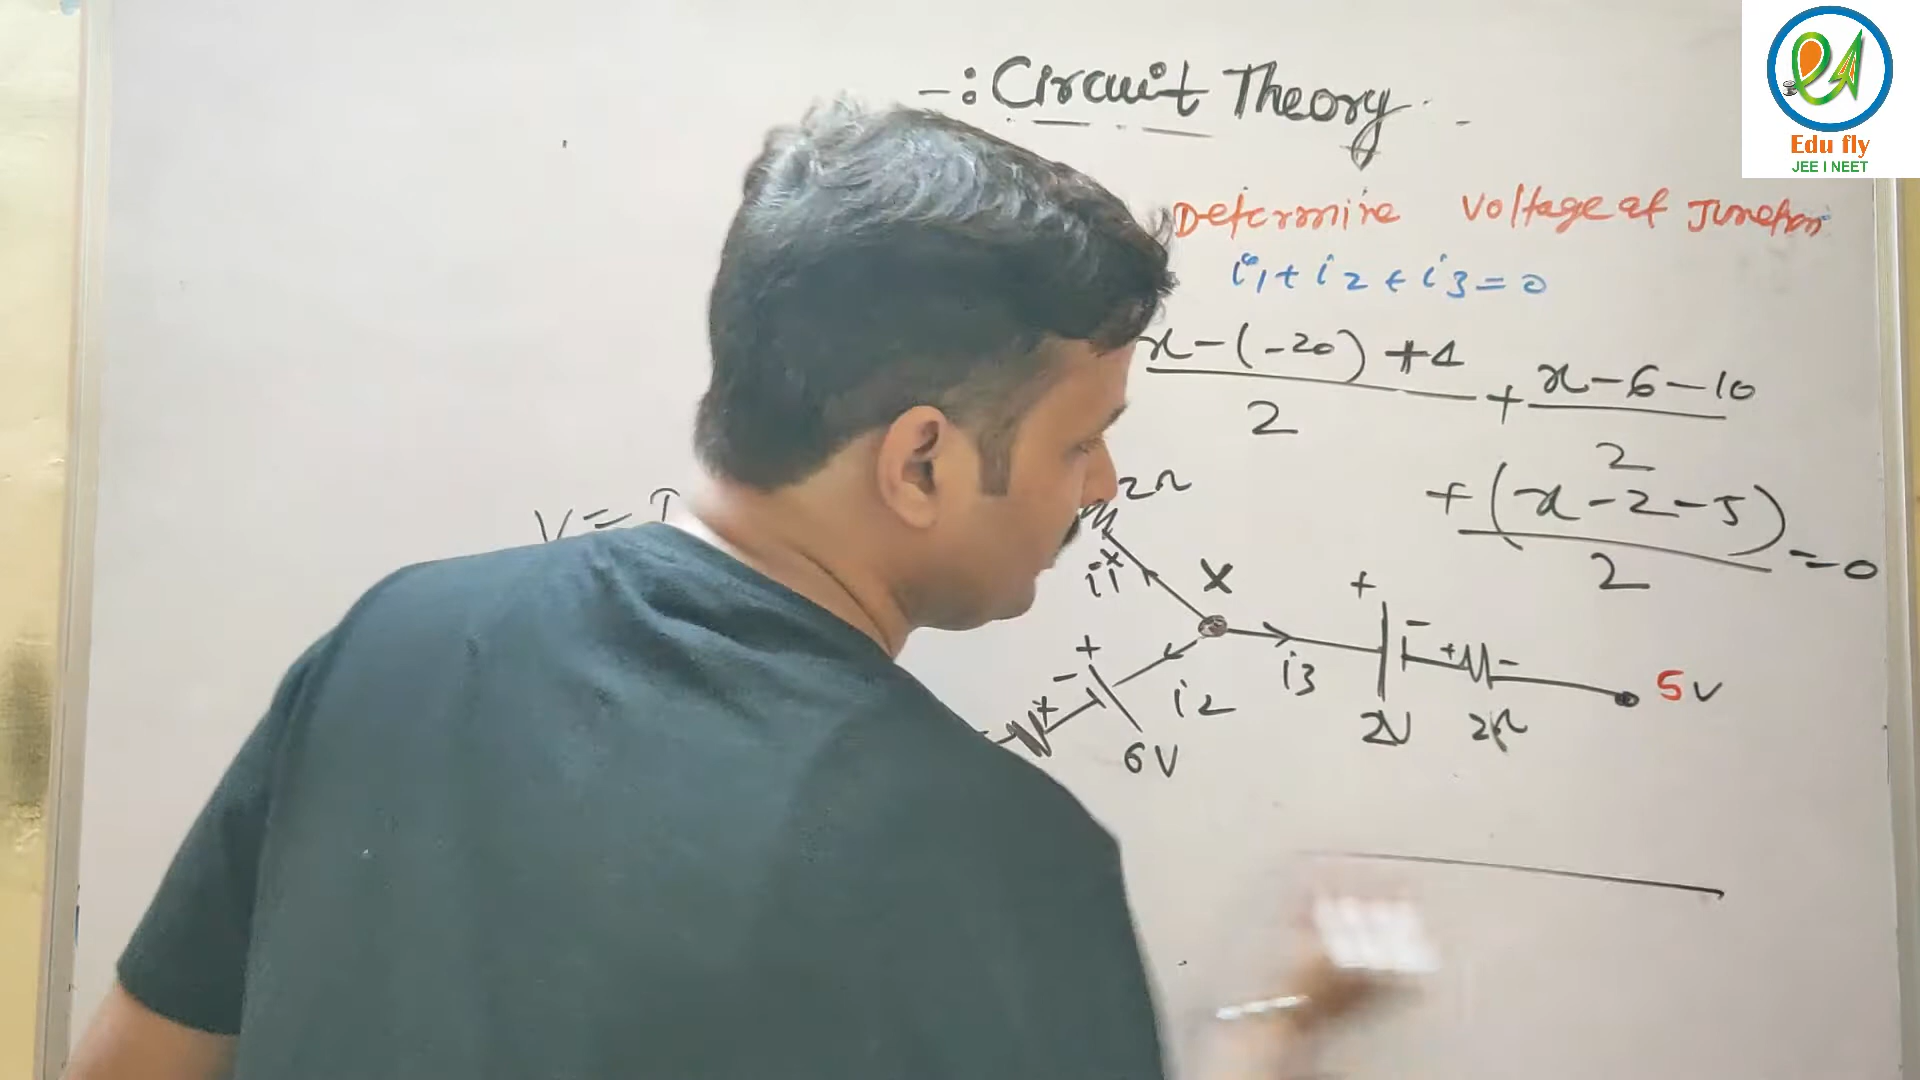 -: Circuit Theory
Edu fly
JEE I NEET
Determine Voltage at Junction
i1 + i2 + i3 = 0
x - (-20) + 4 + x - 6 - 10
2 2
+ (x - 2 - 5) = 0
2
V =
2Ω
i1 X + -
+ - + -
i2 i3 5V
6V 2V 2Ω